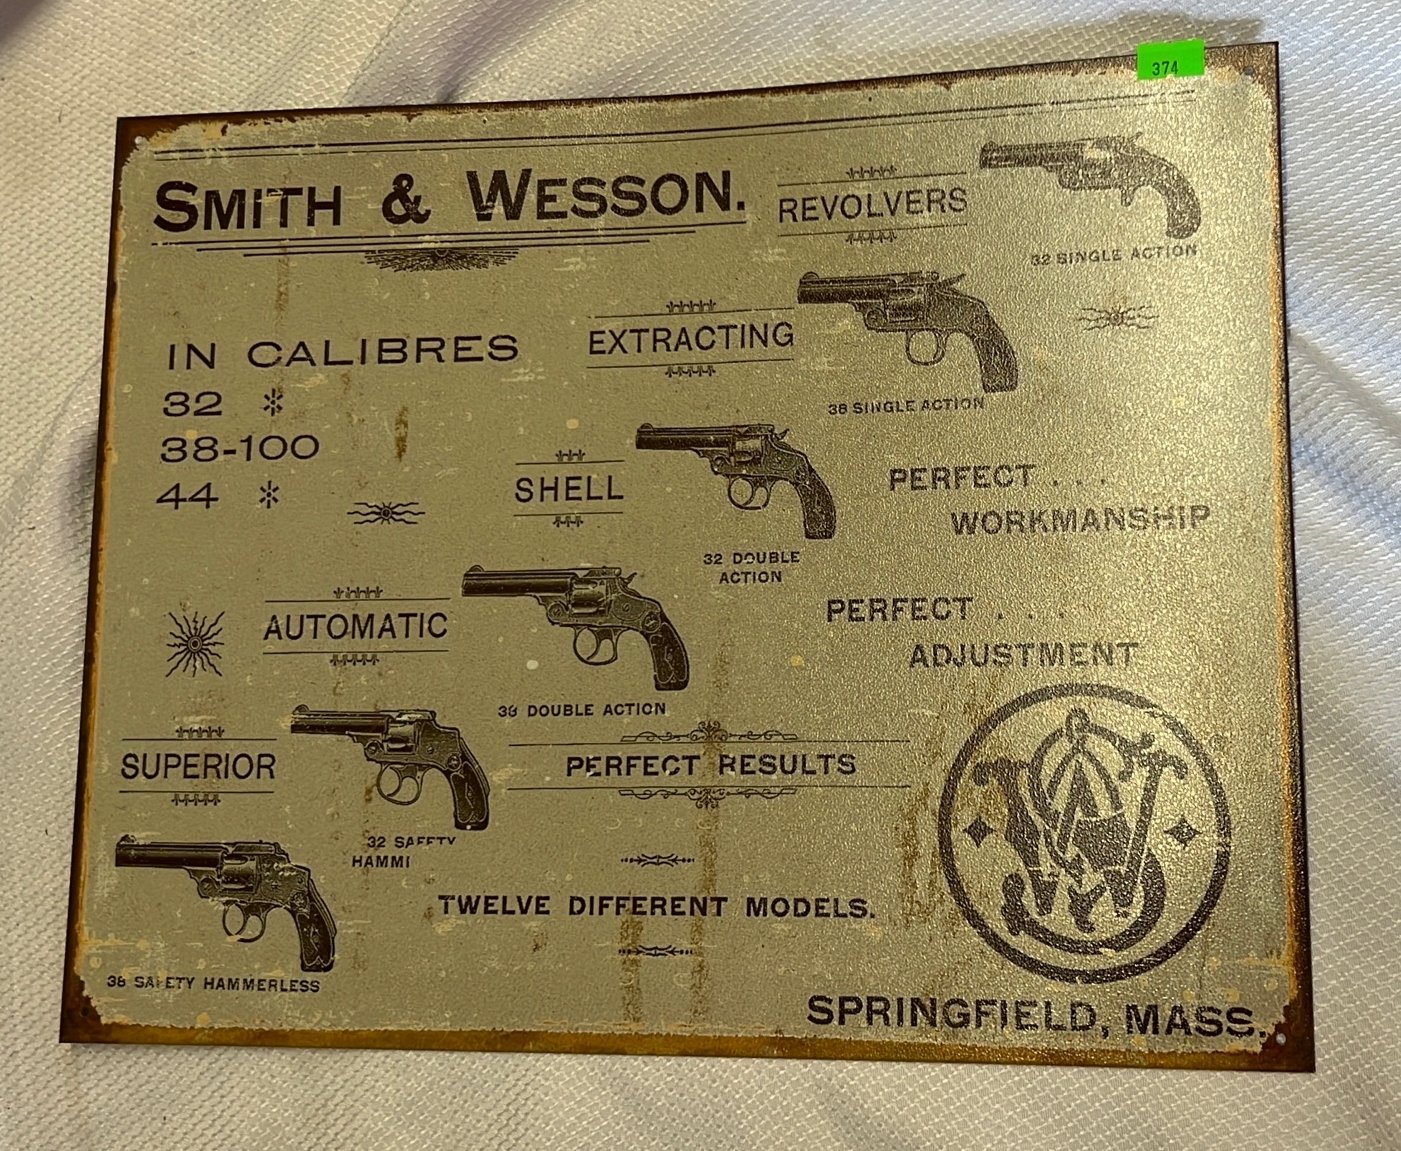 374
SMITH & WESSON.
REVOLVERS
32 SINGLE ACTION
EXTRACTING
38 SINGLE ACTION
IN CALIBRES
32 *
38-100
44 *
SHELL
32 DOUBLE
ACTION
PERFECT . . .
WORKMANSHIP
AUTOMATIC
38 DOUBLE ACTION
PERFECT . . . .
ADJUSTMENT
SUPERIOR
32 SAFETY
HAMMI
PERFECT RESULTS
38 SAFETY HAMMERLESS
TWELVE DIFFERENT MODELS.
SW
SPRINGFIELD, MASS.